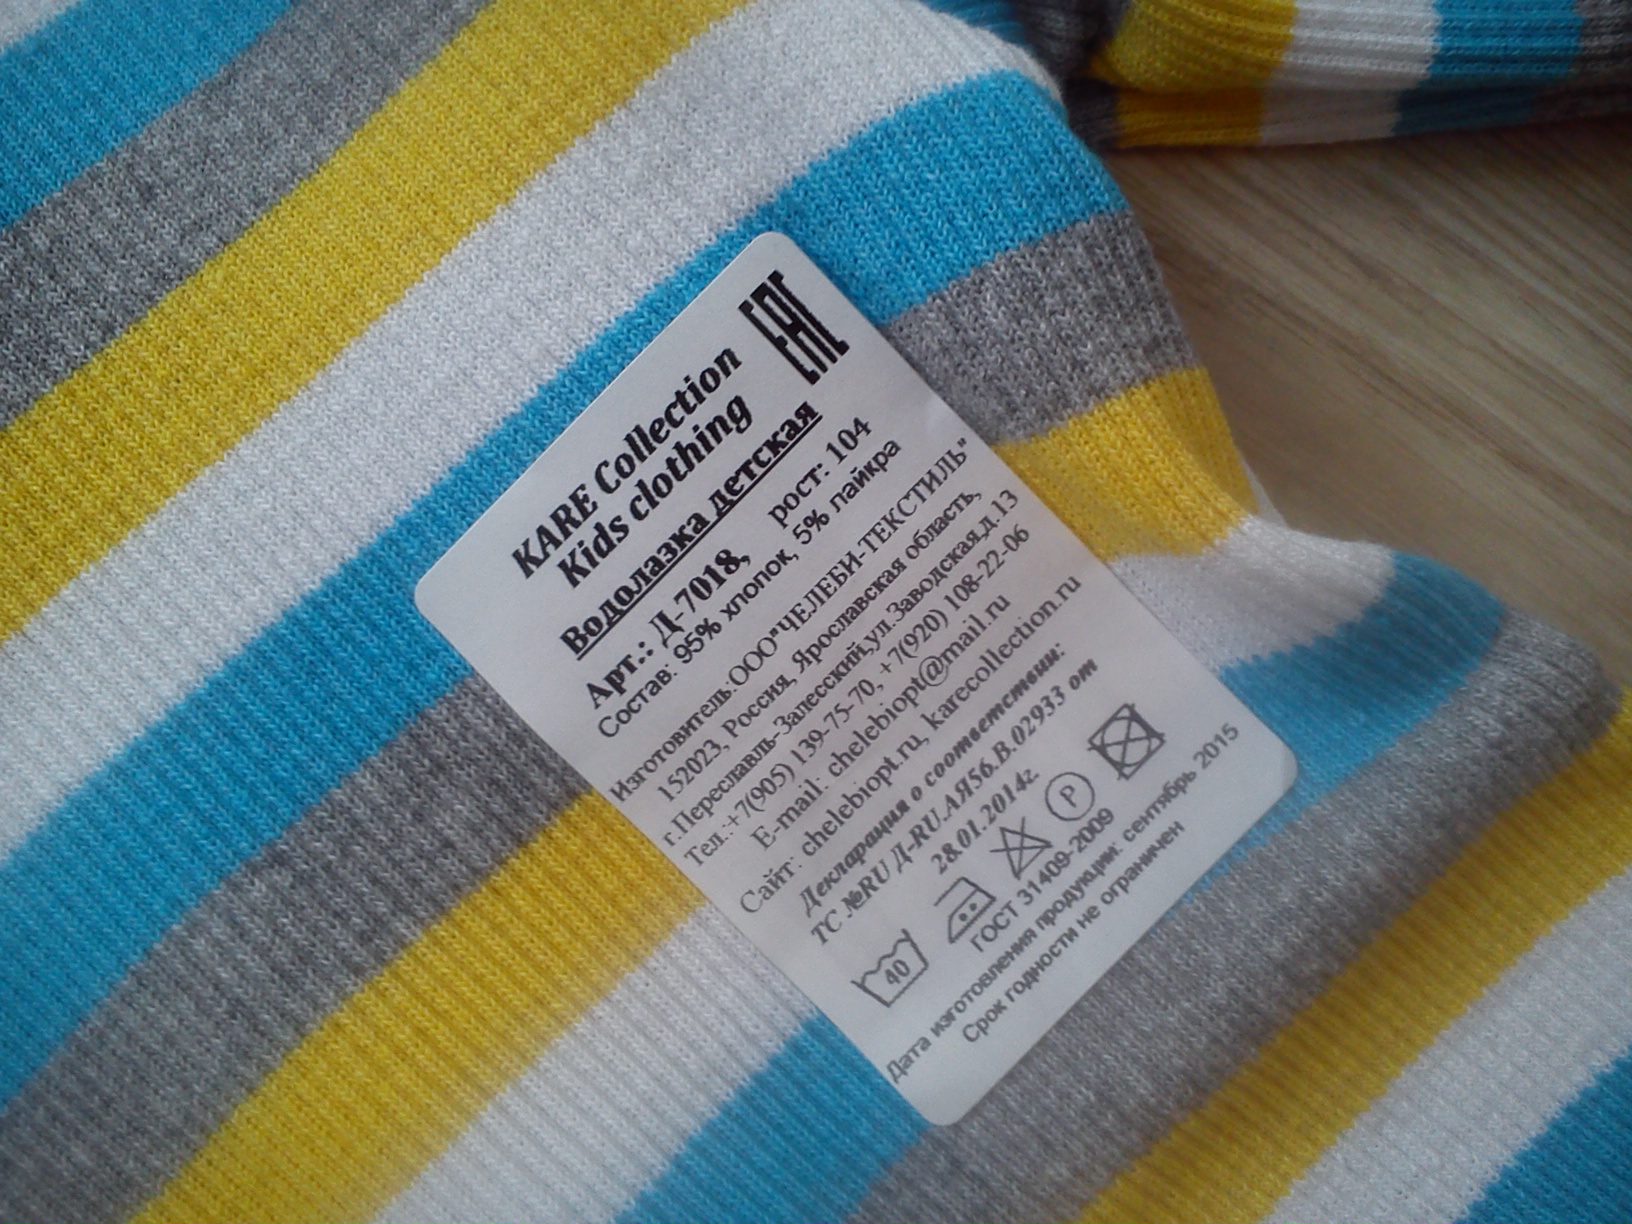 EAC
KARE Collection
Kids clothing
Водолазка детская
Арт.: Д-7018, рост: 104
Состав: 95% хлопок, 5% лайкра
Изготовитель:ООО"ЧЕЛЕБИ-ТЕКСТИЛЬ"
152023, Россия, Ярославская область,
г.Переславль-Залесский,ул.Заводская,д.13
Тел.:+7(905) 139-75-70, +7(920) 108-22-06
E-mail: chelebiopt@mail.ru
Сайт: chelebiopt.ru, karecollection.ru
Декларация о соответствии:
ТС №RU Д-RU.АЯ56.В.02933 от
28.01.2014г.
40 P
ГОСТ 31409-2009
Дата изготовления продукции: сентябрь 2015
Срок годности не ограничен